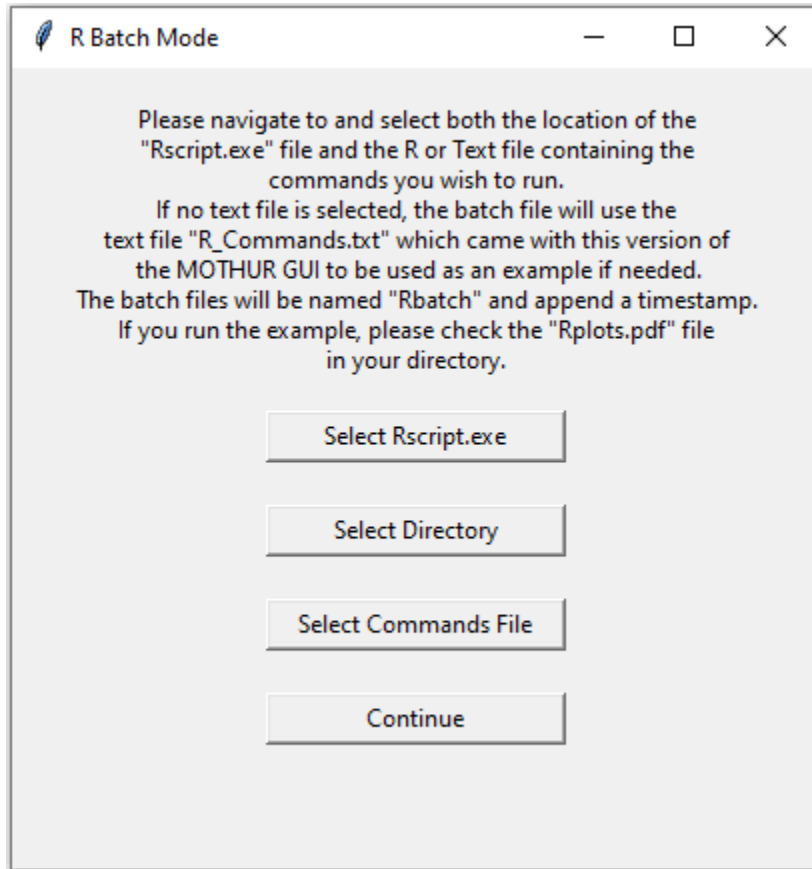 R Batch Mode
Please navigate to and select both the location of the
"Rscript.exe" file and the R or Text file containing the
commands you wish to run.
If no text file is selected, the batch file will use the
text file "R_Commands.txt" which came with this version of
the MOTHUR GUI to be used as an example if needed.
The batch files will be named "Rbatch" and append a timestamp.
If you run the example, please check the "Rplots.pdf" file
in your directory.
Select Rscript.exe
Select Directory
Select Commands File
Continue